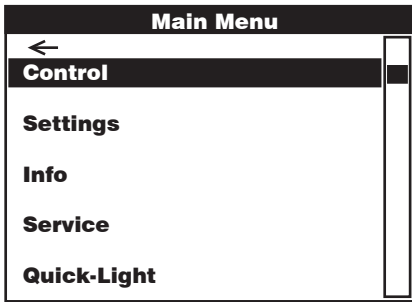 Main Menu
←
Control
Settings
Info
Service
Quick-Light